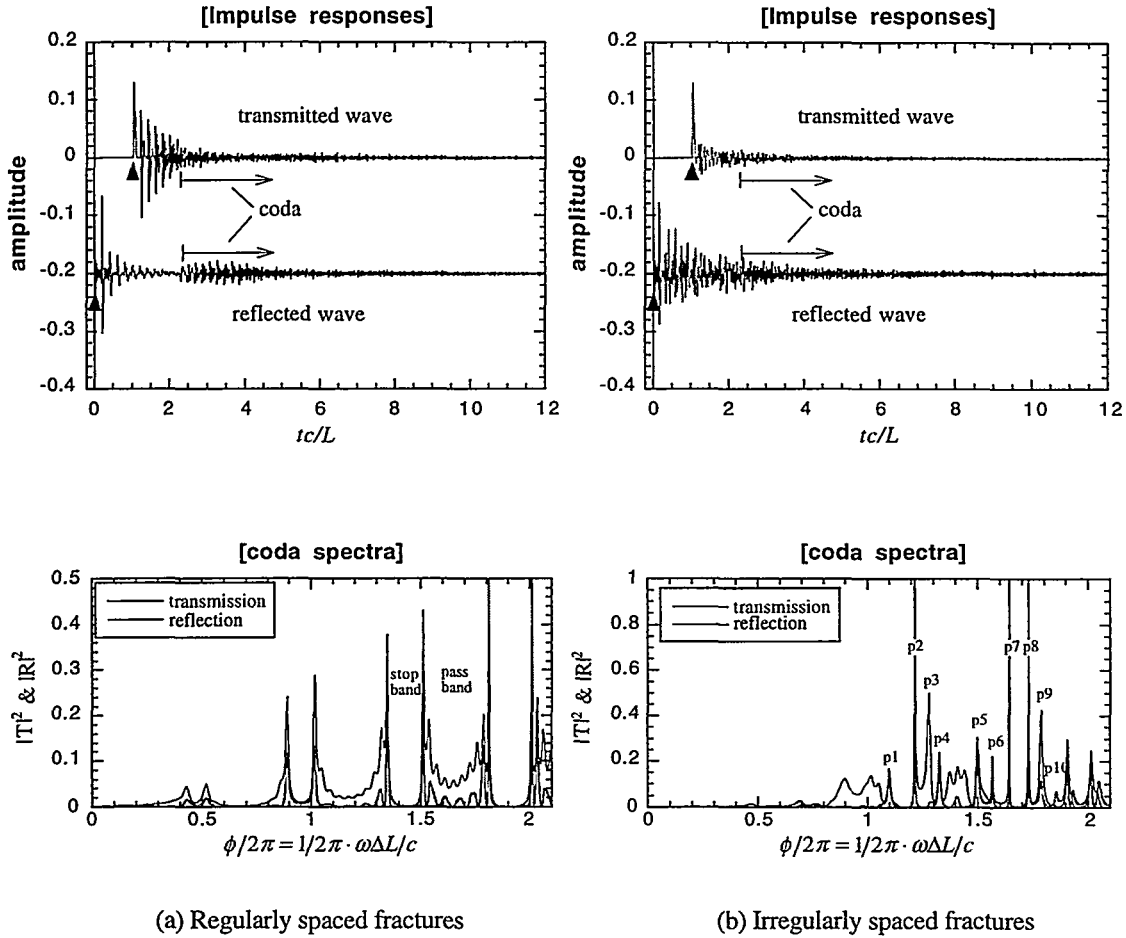 [Impulse responses]
0.2
0.1
0
-0.1
-0.2
-0.3
-0.4
amplitude
transmitted wave
coda
reflected wave
0 2 4 6 8 10 12
tc/L
[Impulse responses]
0.2
0.1
0
-0.1
-0.2
-0.3
-0.4
amplitude
transmitted wave
coda
reflected wave
0 2 4 6 8 10 12
tc/L
[coda spectra]
0.5
0.4
0.3
0.2
0.1
0
|T|² & |R|²
transmission
reflection
stop
band
pass
band
0 0.5 1 1.5 2
ϕ/2π = 1/2π · ωΔL/c
[coda spectra]
1
0.8
0.6
0.4
0.2
0
|T|² & |R|²
transmission
reflection
p2
p7 p8
p3
p9
p5
p4
p6
p1
p10
0 0.5 1 1.5 2
ϕ/2π = 1/2π · ωΔL/c
(a) Regularly spaced fractures
(b) Irregularly spaced fractures